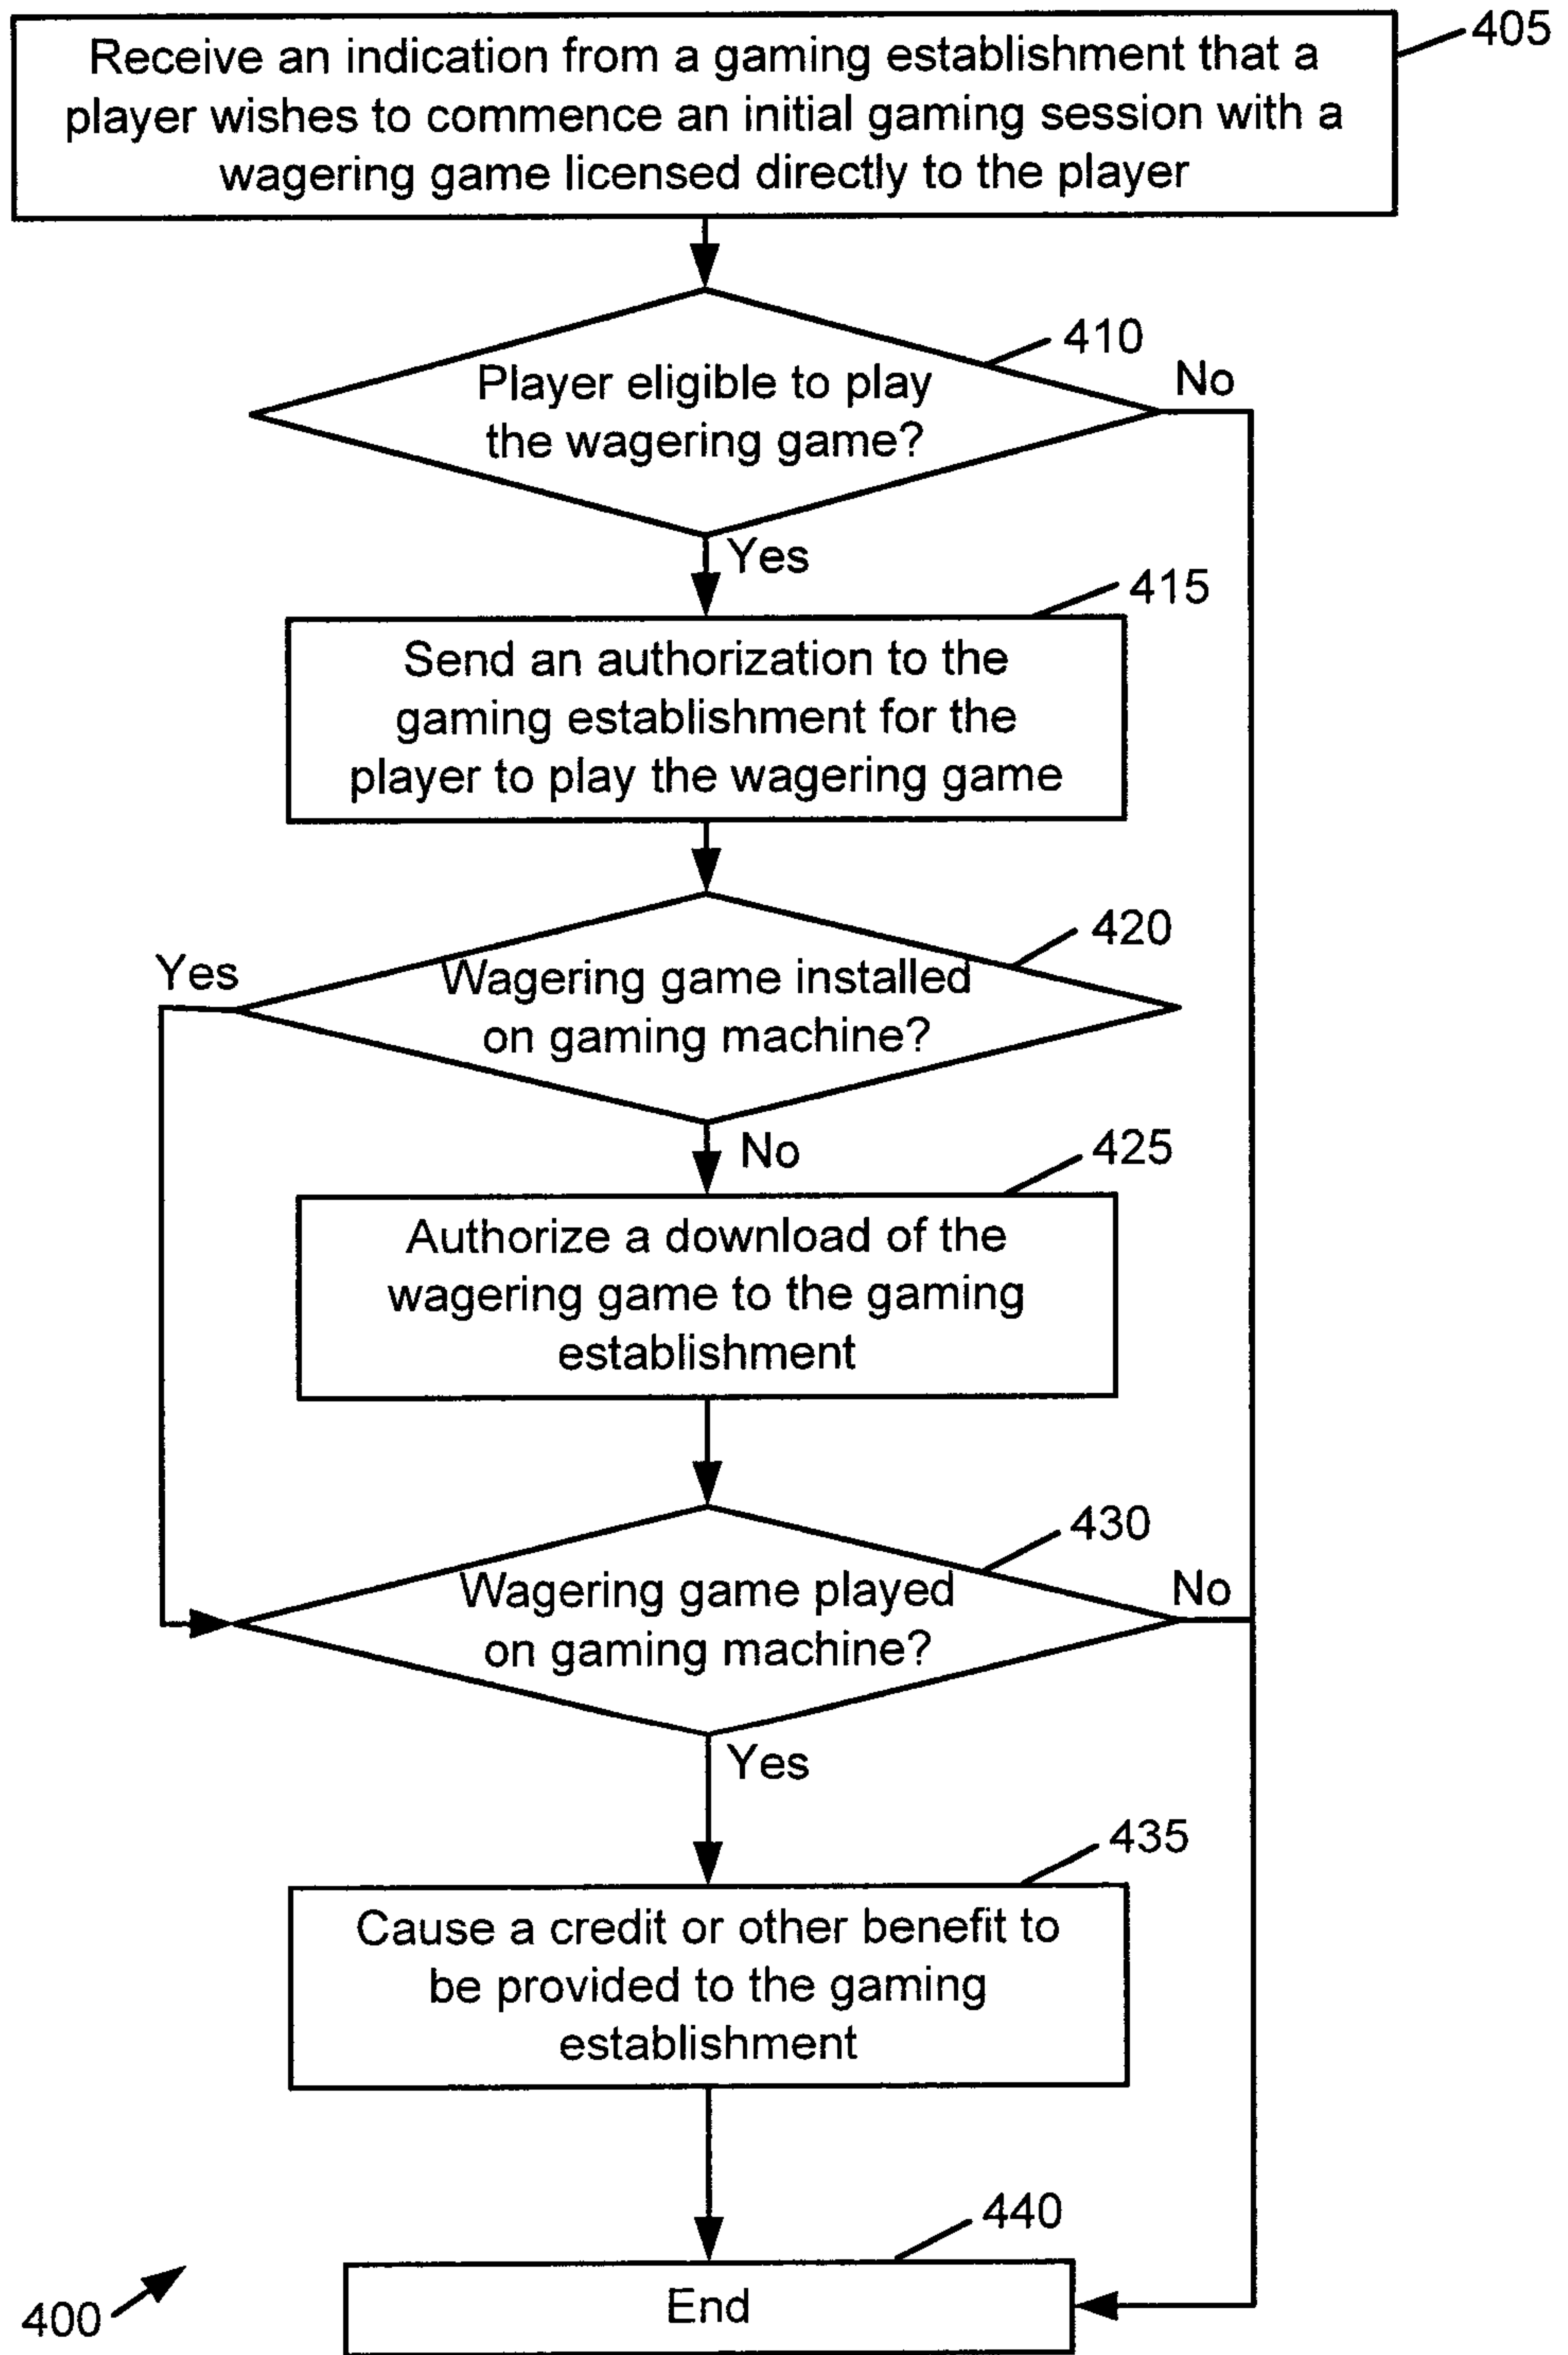 405
Receive an indication from a gaming establishment that a
player wishes to commence an initial gaming session with a
wagering game licensed directly to the player
410
No
Player eligible to play
the wagering game?
Yes
415
Send an authorization to the
gaming establishment for the
player to play the wagering game
420
Yes
Wagering game installed
on gaming machine?
No
425
Authorize a download of the
wagering game to the gaming
establishment
430
No
Wagering game played
on gaming machine?
Yes
435
Cause a credit or other benefit to
be provided to the gaming
establishment
440
End
400